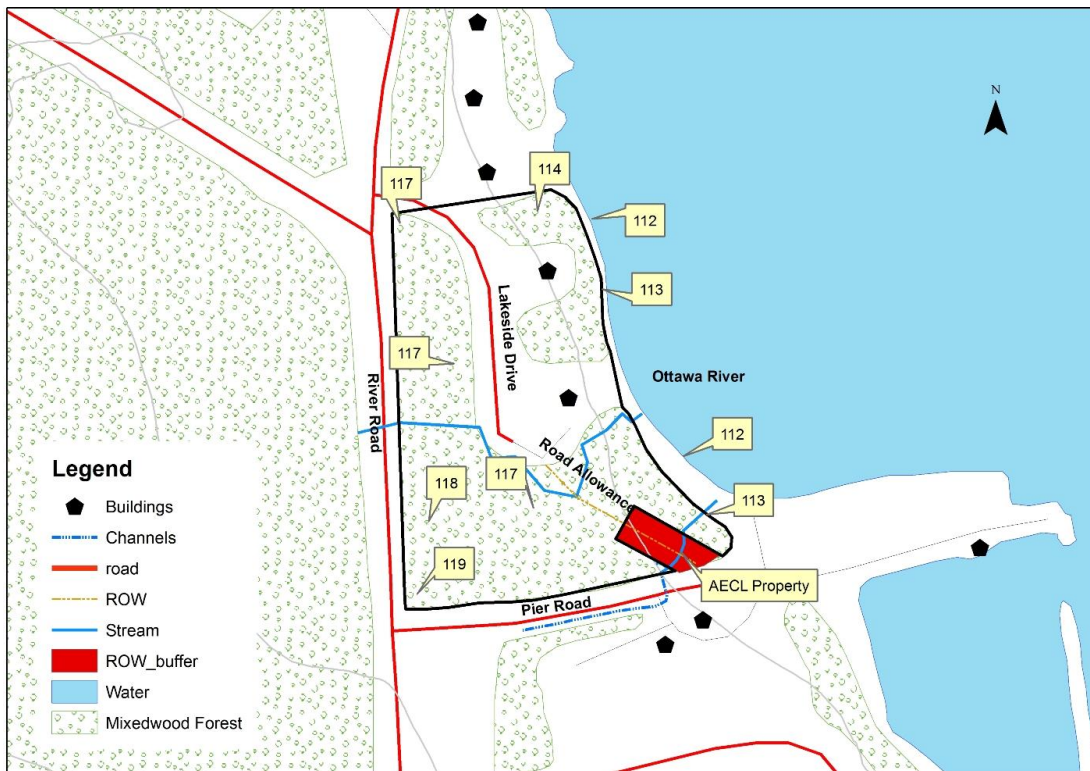 N
117
114
112
113
Lakeside Drive
117
River Road
Ottawa River
112
Road Allowance
117
118
113
119
AECL Property
Pier Road
Legend
Buildings
Channels
road
ROW
Stream
ROW_buffer
Water
Mixedwood Forest